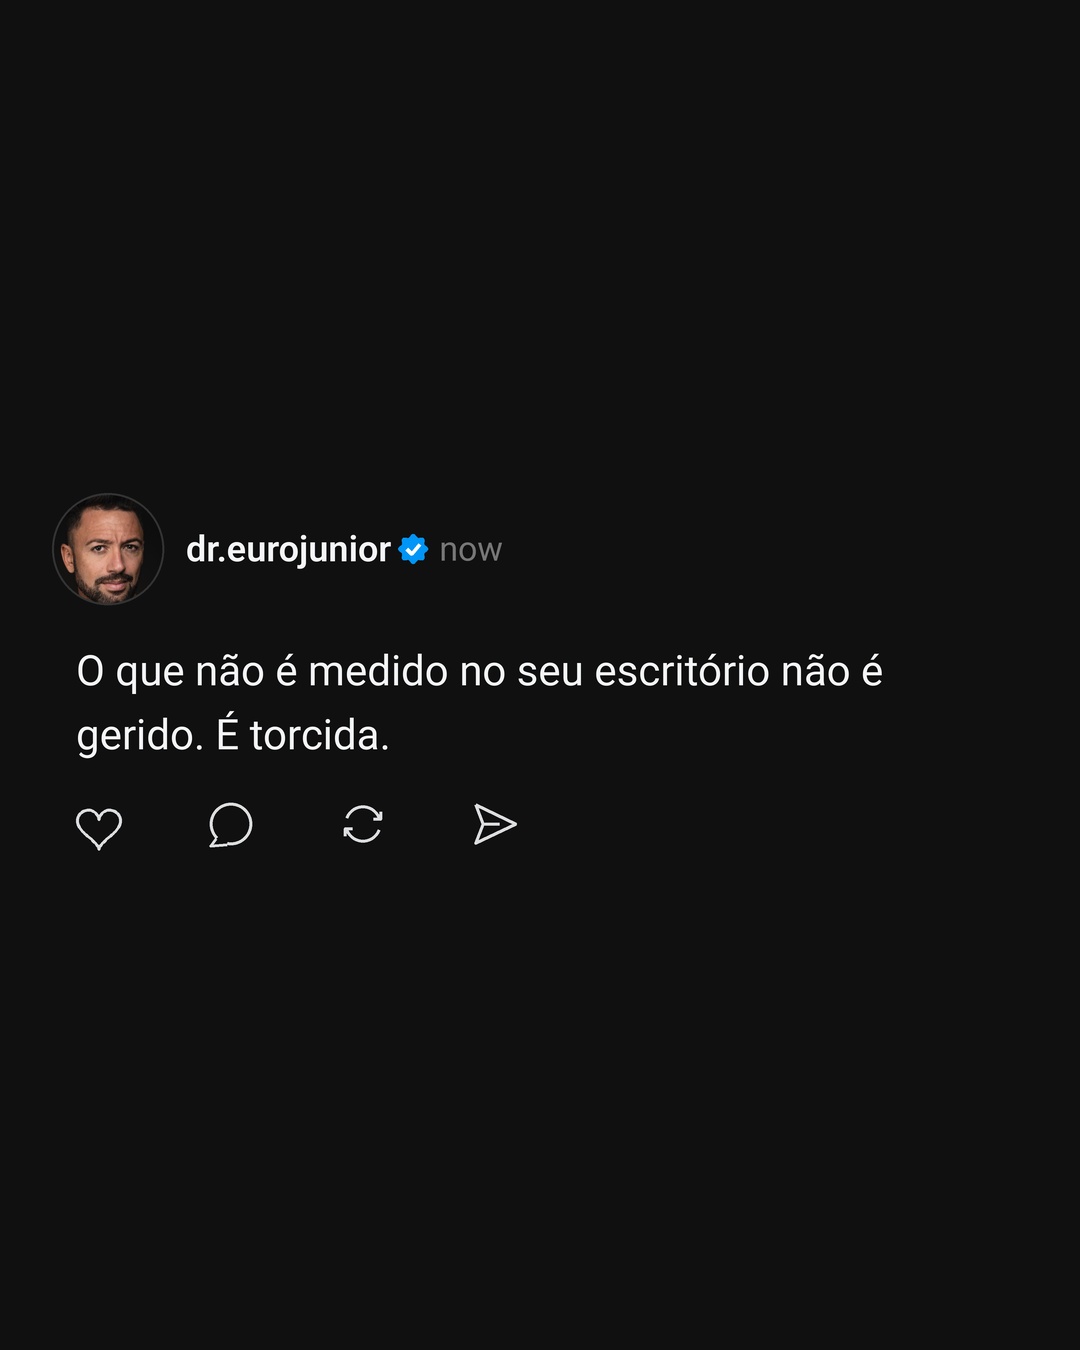 dr.eurojunior now
O que não é medido no seu escritório não é
gerido. É torcida.